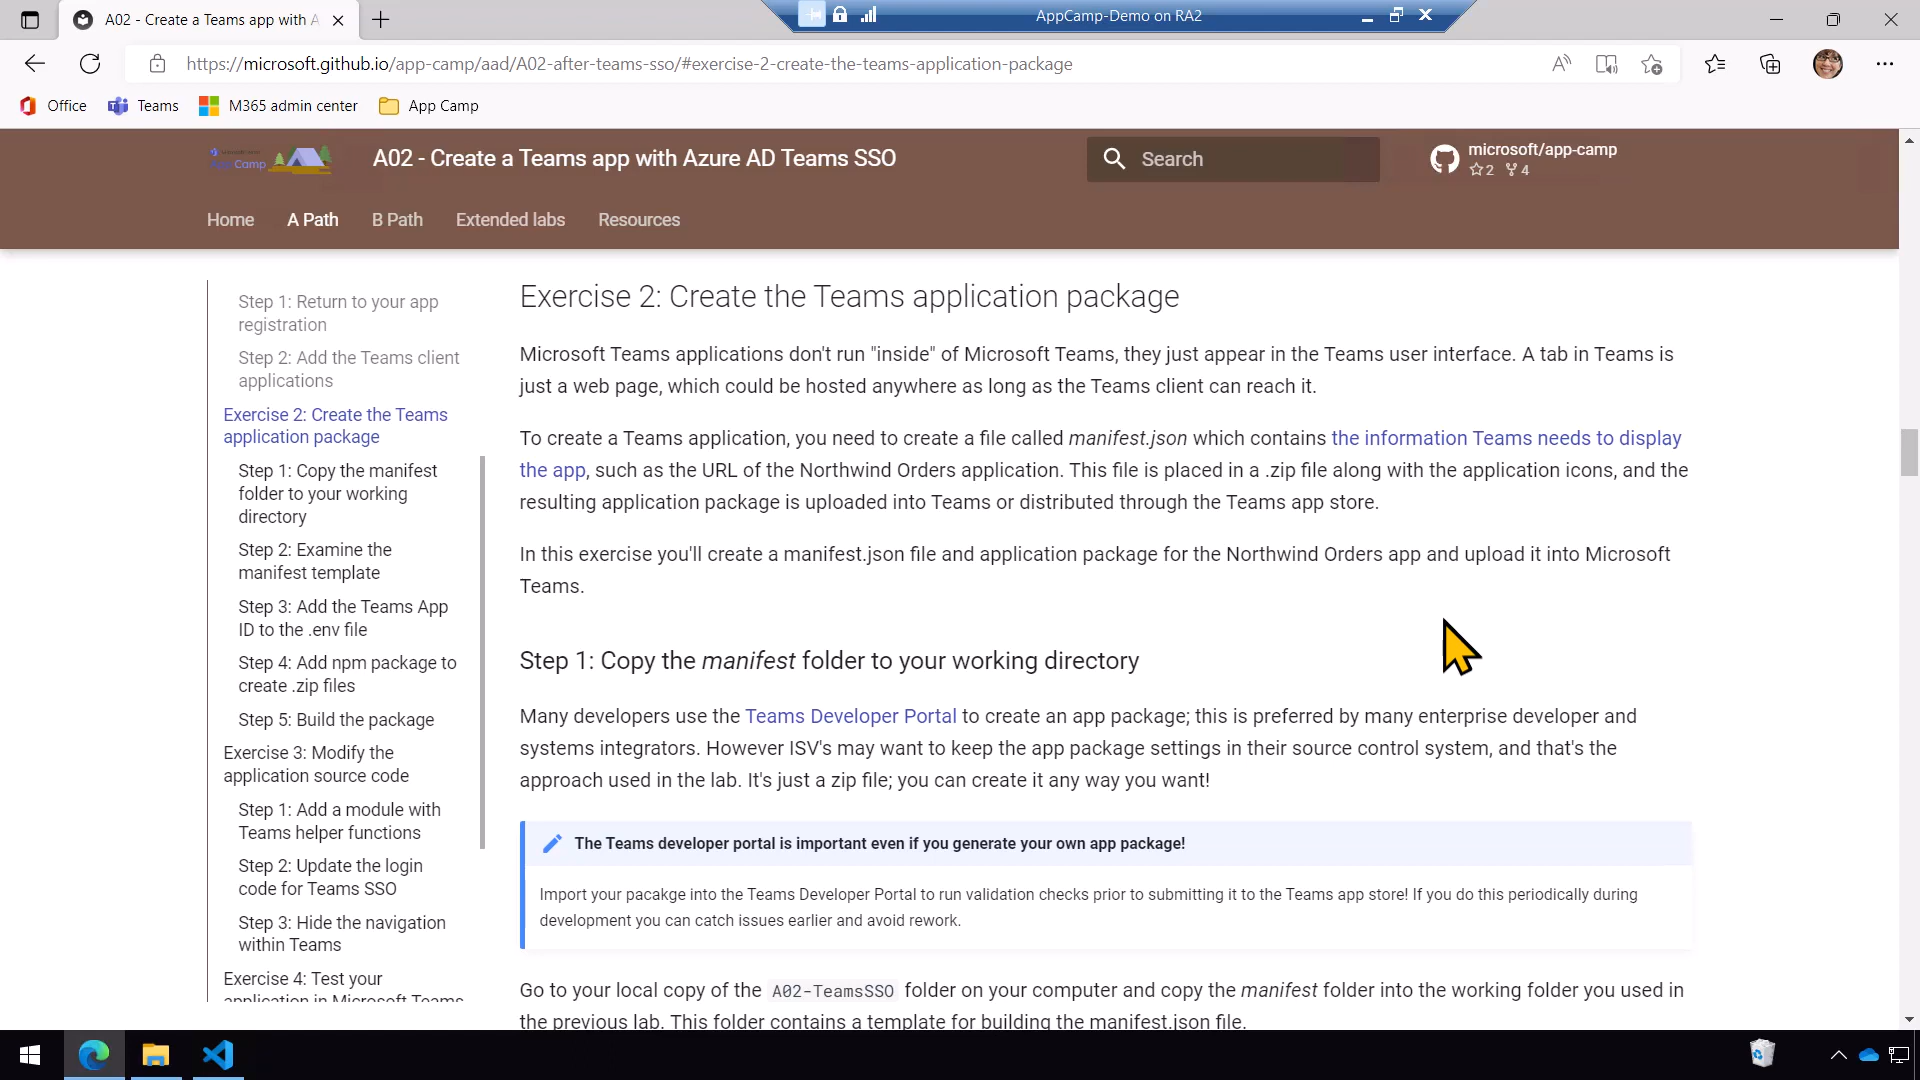 A02 - Create a Teams app with A
AppCamp-Demo on RA2
https://microsoft.github.io/app-camp/aad/A02-after-teams-sso/#exercise-2-create-the-teams-application-package
Office
Teams
M365 admin center
App Camp
Camp
A02 - Create a Teams app with Azure AD Teams SSO
Search
microsoft/app-camp
2 4
Home
A Path
B Path
Extended labs
Resources
Step 1: Return to your app
registration
Step 2: Add the Teams client
applications
Exercise 2: Create the Teams
application package
Step 1: Copy the manifest
folder to your working
directory
Step 2: Examine the
manifest template
Step 3: Add the Teams App
ID to the .env file
Step 4: Add npm package to
create .zip files
Step 5: Build the package
Exercise 3: Modify the
application source code
Step 1: Add a module with
Teams helper functions
Step 2: Update the login
code for Teams SSO
Step 3: Hide the navigation
within Teams
Exercise 4: Test your
application in Microsoft Teams
Exercise 2: Create the Teams application package
Microsoft Teams applications don't run "inside" of Microsoft Teams, they just appear in the Teams user interface. A tab in Teams is
just a web page, which could be hosted anywhere as long as the Teams client can reach it.
To create a Teams application, you need to create a file called manifest.json which contains the information Teams needs to display
the app, such as the URL of the Northwind Orders application. This file is placed in a .zip file along with the application icons, and the
resulting application package is uploaded into Teams or distributed through the Teams app store.
In this exercise you'll create a manifest.json file and application package for the Northwind Orders app and upload it into Microsoft
Teams.
Step 1: Copy the manifest folder to your working directory
Many developers use the Teams Developer Portal to create an app package; this is preferred by many enterprise developer and
systems integrators. However ISV's may want to keep the app package settings in their source control system, and that's the
approach used in the lab. It's just a zip file; you can create it any way you want!
The Teams developer portal is important even if you generate your own app package!
Import your pacakge into the Teams Developer Portal to run validation checks prior to submitting it to the Teams app store! If you do this periodically during
development you can catch issues earlier and avoid rework.
Go to your local copy of the A02-TeamsSSO folder on your computer and copy the manifest folder into the working folder you used in
the previous lab. This folder contains a template for building the manifest.json file.